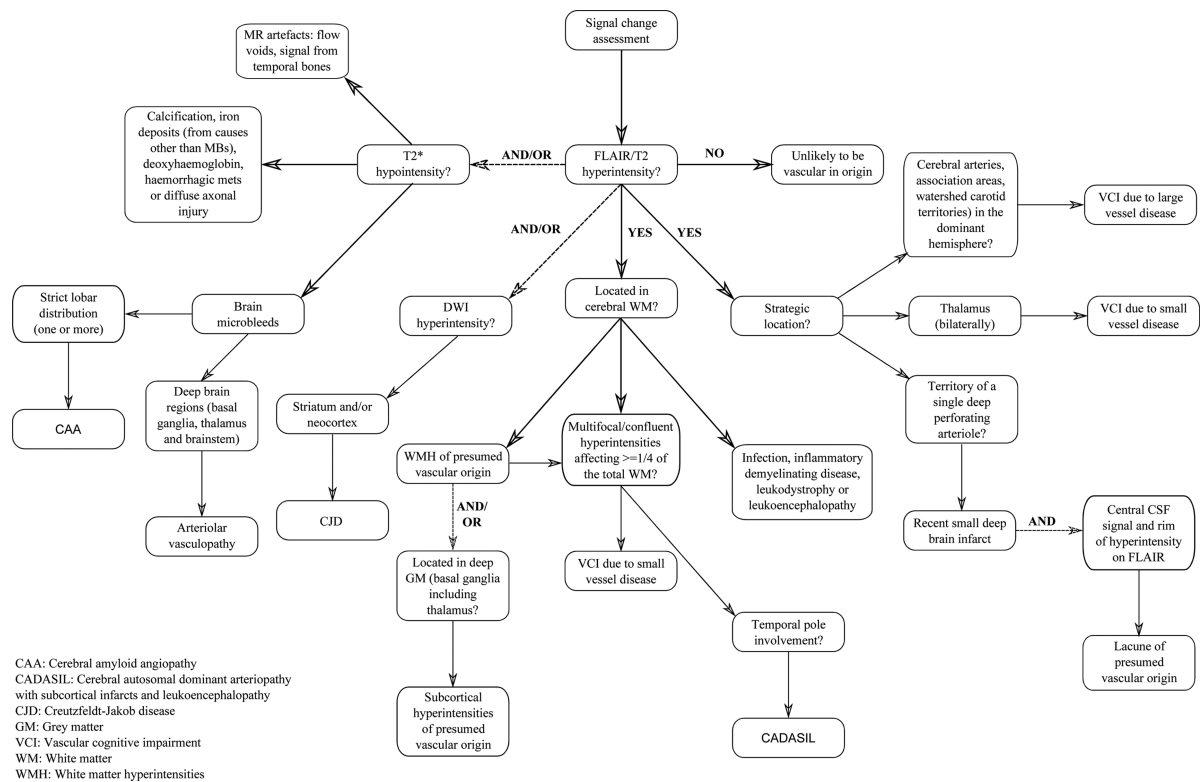 Signal change
assessment
MR artefacts: flow
voids, signal from
temporal bones
Calcification, iron
deposits (from causes
other than MBs),
deoxyhaemoglobin,
haemorrhagic mets
or diffuse axonal
injury
T2*
hypointensity?
AND/OR
FLAIR/T2
hyperintensity?
NO
Unlikely to be
vascular in origin
Cerebral arteries,
association areas,
watershed carotid
territories) in the
dominant
hemisphere?
VCI due to large
vessel disease
AND/OR
YES
YES
Strict lobar
distribution
(one or more)
Brain
microbleeds
DWI
hyperintensity?
Located in
cerebral WM?
Strategic
location?
Thalamus
(bilaterally)
VCI due to small
vessel disease
CAA
Deep brain
regions (basal
ganglia, thalamus
and brainstem)
Striatum and/or
neocortex
WMH of presumed
vascular origin
Multifocal/confluent
hyperintensities
affecting >=1/4
of the total WM?
Infection, inflammatory
demyelinating disease,
leukodystrophy or
leukoencephalopathy
Territory of a
single deep
perforating
arteriole?
Arteriolar
vasculopathy
CJD
AND/
OR
VCI due to small
vessel disease
Recent small deep
brain infarct
AND
Central CSF
signal and rim
of hyperintensity
on FLAIR
Located in deep
GM (basal ganglia
including
thalamus?
Temporal pole
involvement?
Lacune of
presumed
vascular origin
Subcortical
hyperintensities
of presumed
vascular origin
CADASIL
CAA: Cerebral amyloid angiopathy
CADASIL: Cerebral autosomal dominant arteriopathy
with subcortical infarcts and leukoencephalopathy
CJD: Creutzfeldt-Jakob disease
GM: Grey matter
VCI: Vascular cognitive impairment
WM: White matter
WMH: White matter hyperintensities